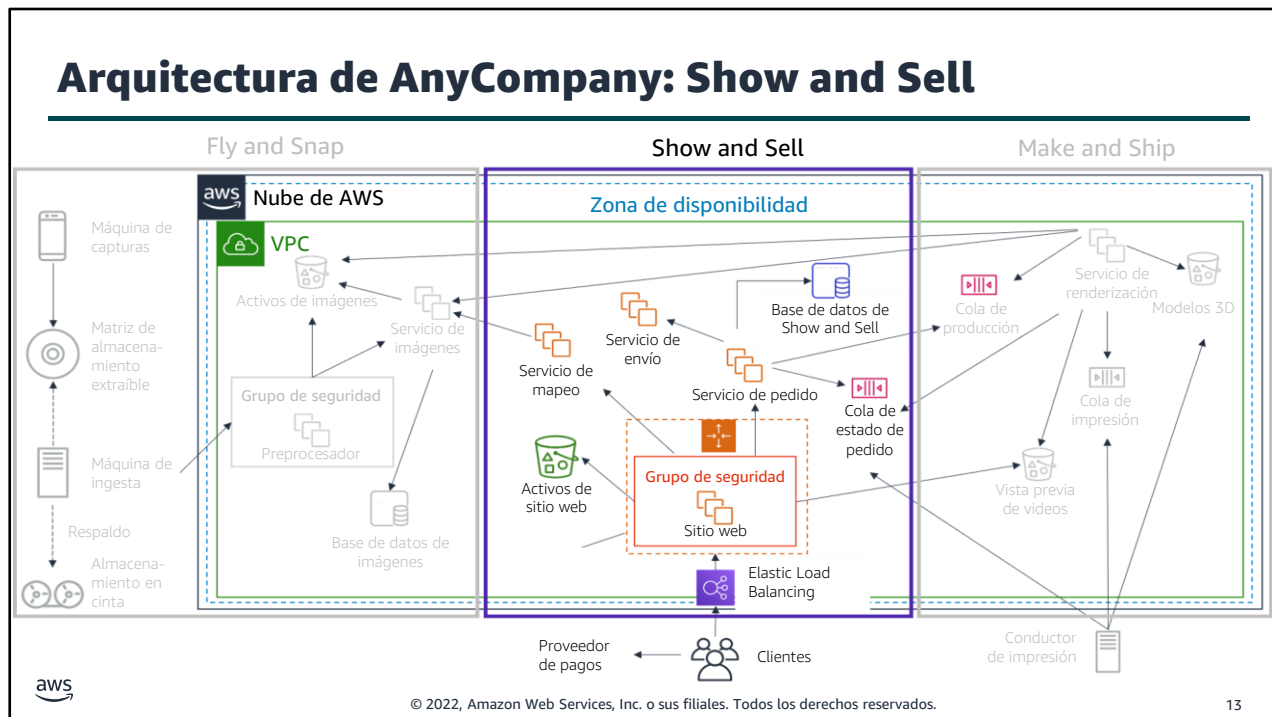 Arquitectura de AnyCompany: Show and Sell
Fly and Snap
Show and Sell
Make and Ship
aws
Nube de AWS
Zona de disponibilidad
VPC
Máquina de
capturas
Matriz de
almacena-
miento
extraíble
Máquina de
ingesta
Respaldo
Almacena-
miento en
cinta
Activos de imágenes
Servicio de
imágenes
Grupo de seguridad
Preprocesador
Base de datos de
imágenes
Servicio de
mapeo
Servicio de
envío
Base de datos de
Show and Sell
Servicio de pedido
Cola de
estado de
pedido
Activos de
sitio web
Grupo de seguridad
Sitio web
Elastic Load
Balancing
Proveedor
de pagos
Clientes
Cola de
producción
Servicio de
renderización
Modelos 3D
Cola de
impresión
Vista previa
de videos
Conductor
de impresión
aws
© 2022, Amazon Web Services, Inc. o sus filiales. Todos los derechos reservados.
13